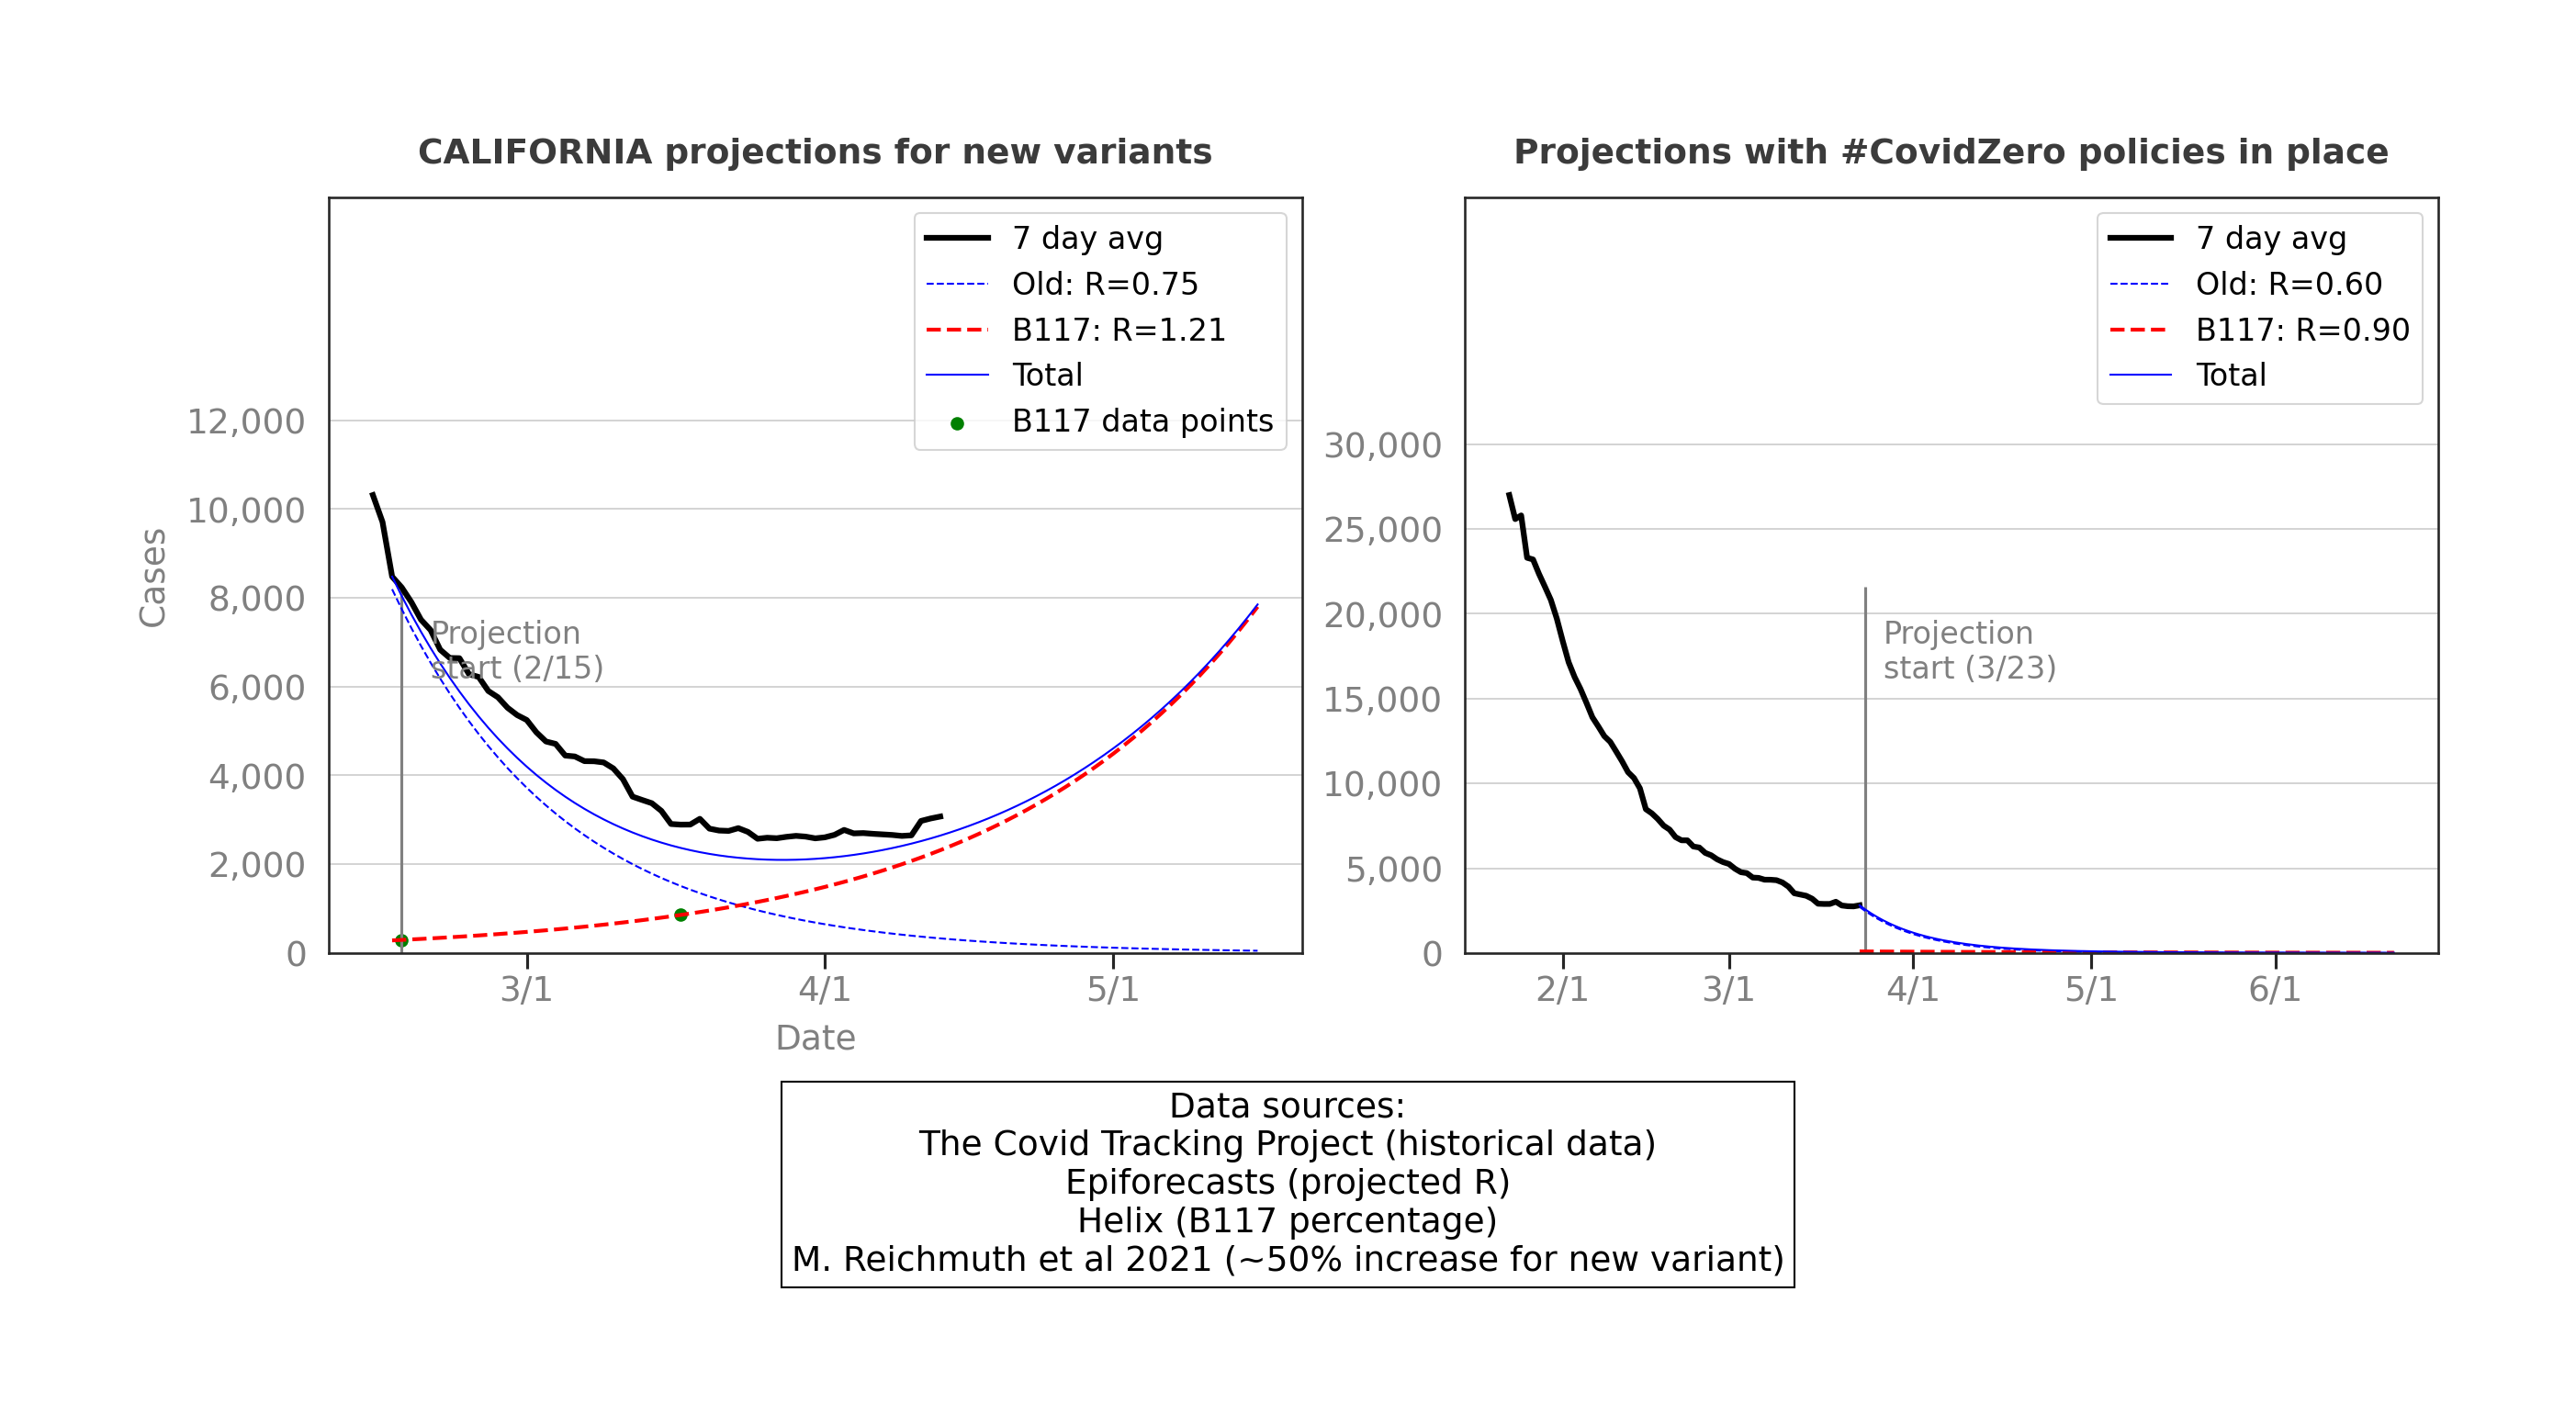 CALIFORNIA projections for new variants
7 day avg
Old: R=0.75
B117: R=1.21
Total
B117 data points
12,000
10,000
8,000
6,000
4,000
2,000
0
Cases
Projection
start (2/15)
3/1
4/1
5/1
Date
Projections with #CovidZero policies in place
7 day avg
Old: R=0.60
B117: R=0.90
Total
30,000
25,000
20,000
15,000
10,000
5,000
0
Projection
start (3/23)
2/1
3/1
4/1
5/1
6/1
Data sources:
The Covid Tracking Project (historical data)
Epiforecasts (projected R)
Helix (B117 percentage)
M. Reichmuth et al 2021 (~50% increase for new variant)